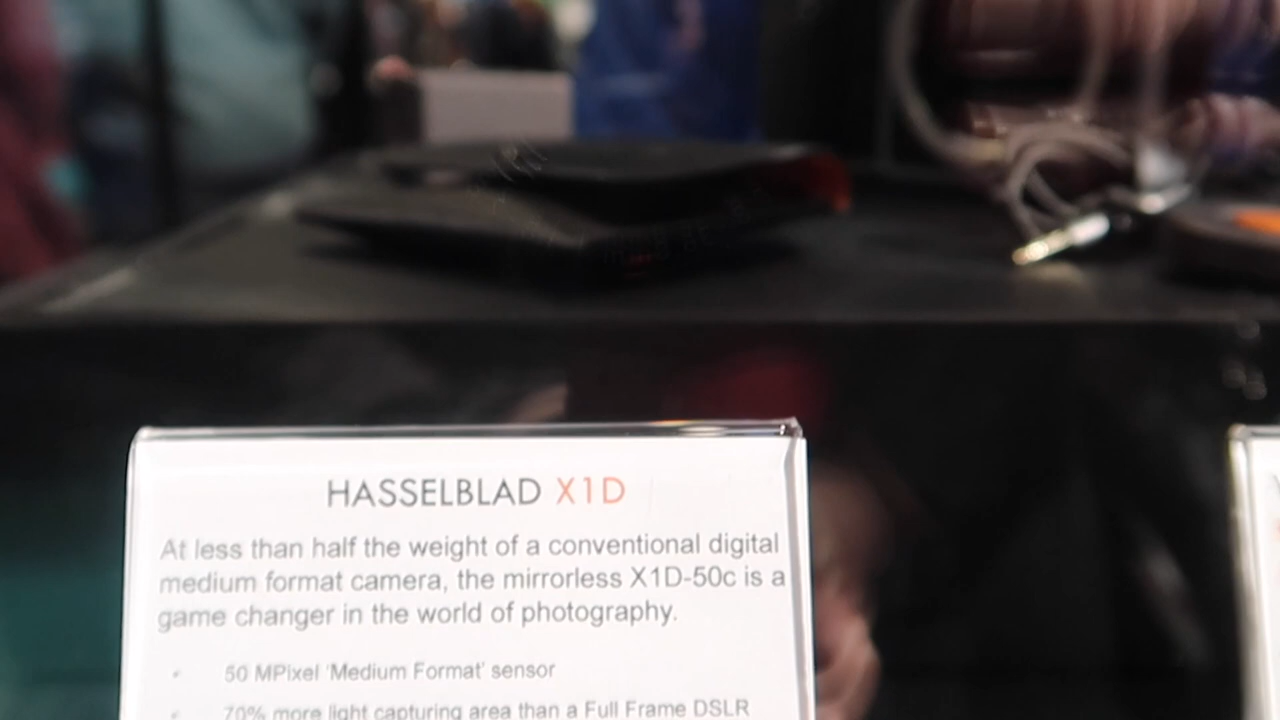 HASSELBLAD X1D
At less than half the weight of a conventional digital
medium format camera, the mirrorless X1D-50c is a
game changer in the world of photography.
• 50 MPixel 'Medium Format' sensor
• 70% more light capturing area than a Full Frame DSLR